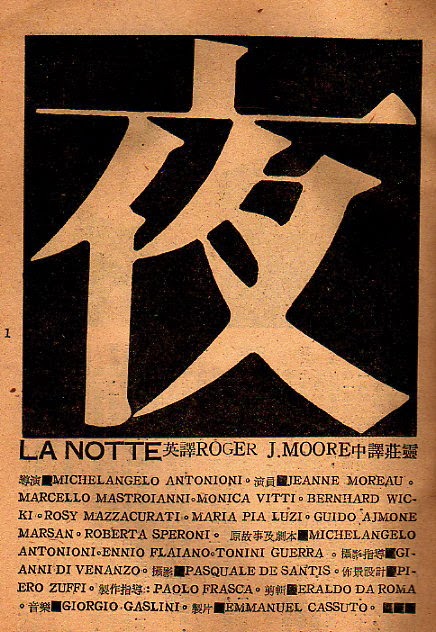 夜
1
LA NOTTE英譯ROGER J.MOORE中譯莊靈
導演■MICHELANGELO ANTONIONI。演員■JEANNE MOREAU。
MARCELLO MASTROIANNI·MONICA VITTI。BERNHARD WIC-
KI。ROSY MAZZACURATI。MARIA PIA LUZI。GUIDO AJMONE
MARSAN。ROBERTA SPERONI。 原故事及劇本■MICHELANGELO
ANTONIONI·ENNIO FLAIANO·TONINI GUERRA。攝影指導■GI-
ANNI DI VENANZO。攝影■PASQUALE DE SANTIS。佈景設計■PI-
ERO ZUFFI。製作指導:PAOLO FRASCA。剪輯■ERALDO DA ROMA
。音樂■GIORGIO GASLINI。製片■EMMANUEL CASSUTO。■■■